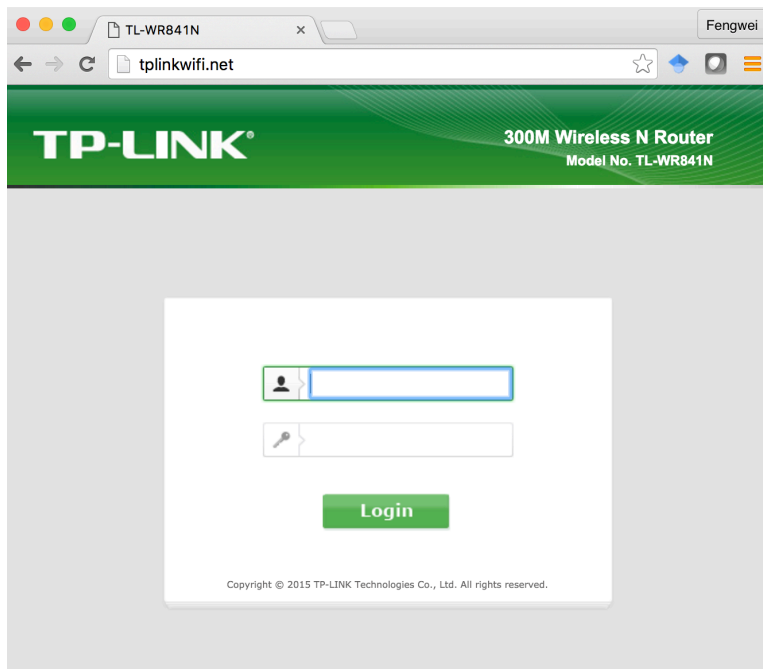 TL-WR841N
Fengwei
tplinkwifi.net
TP-LINK®
300M Wireless N Router
Model No. TL-WR841N
Login
Copyright © 2015 TP-LINK Technologies Co., Ltd. All rights reserved.